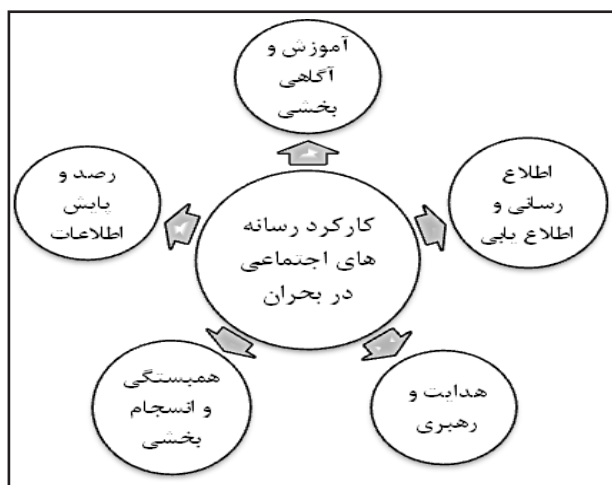 آموزش و
آگاهی
بخشی
اطلاع
رسانی و
اطلاع یابی
رصد و
پایش
اطلاعات
کارکرد رسانه
های اجتماعی
در بحران
هدایت و
رهبری
همبستگی
و انسجام
بخشی